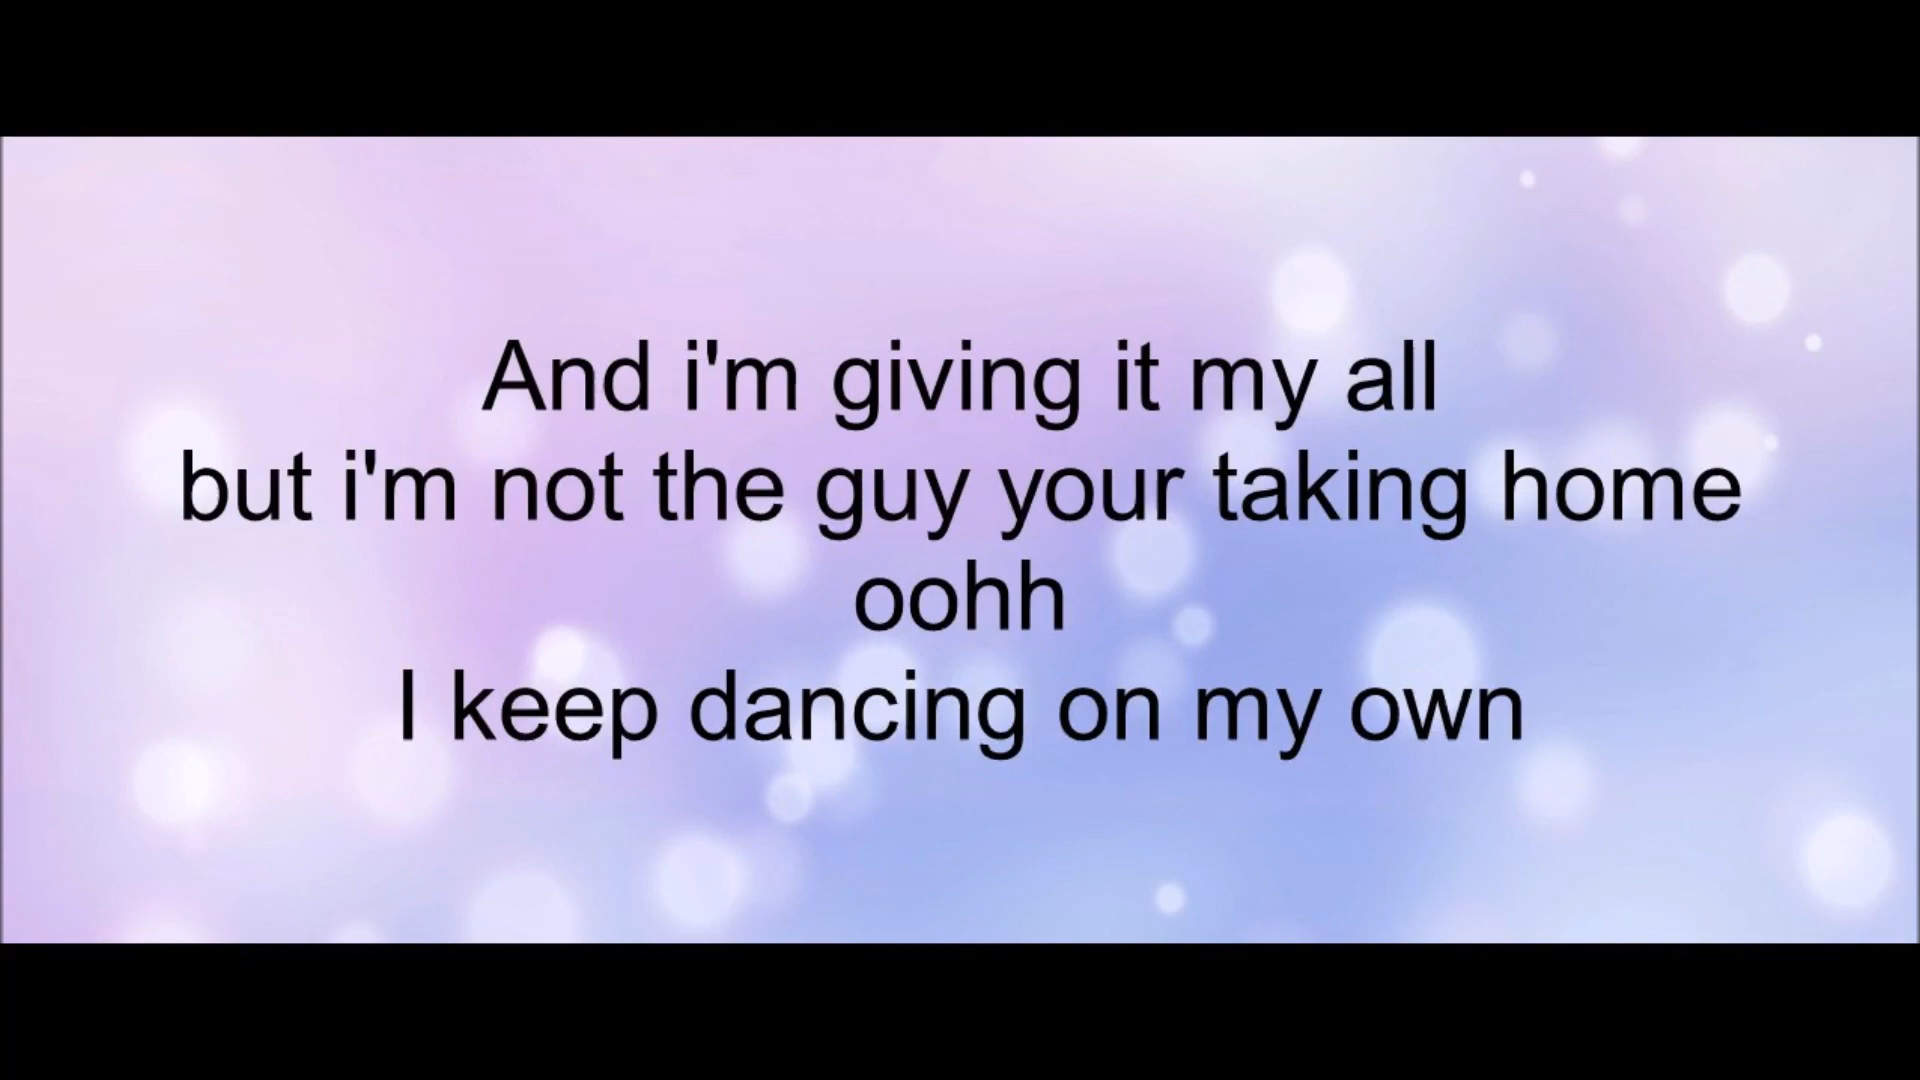 And i'm giving it my all
but i'm not the guy your taking home
oohh
I keep dancing on my own